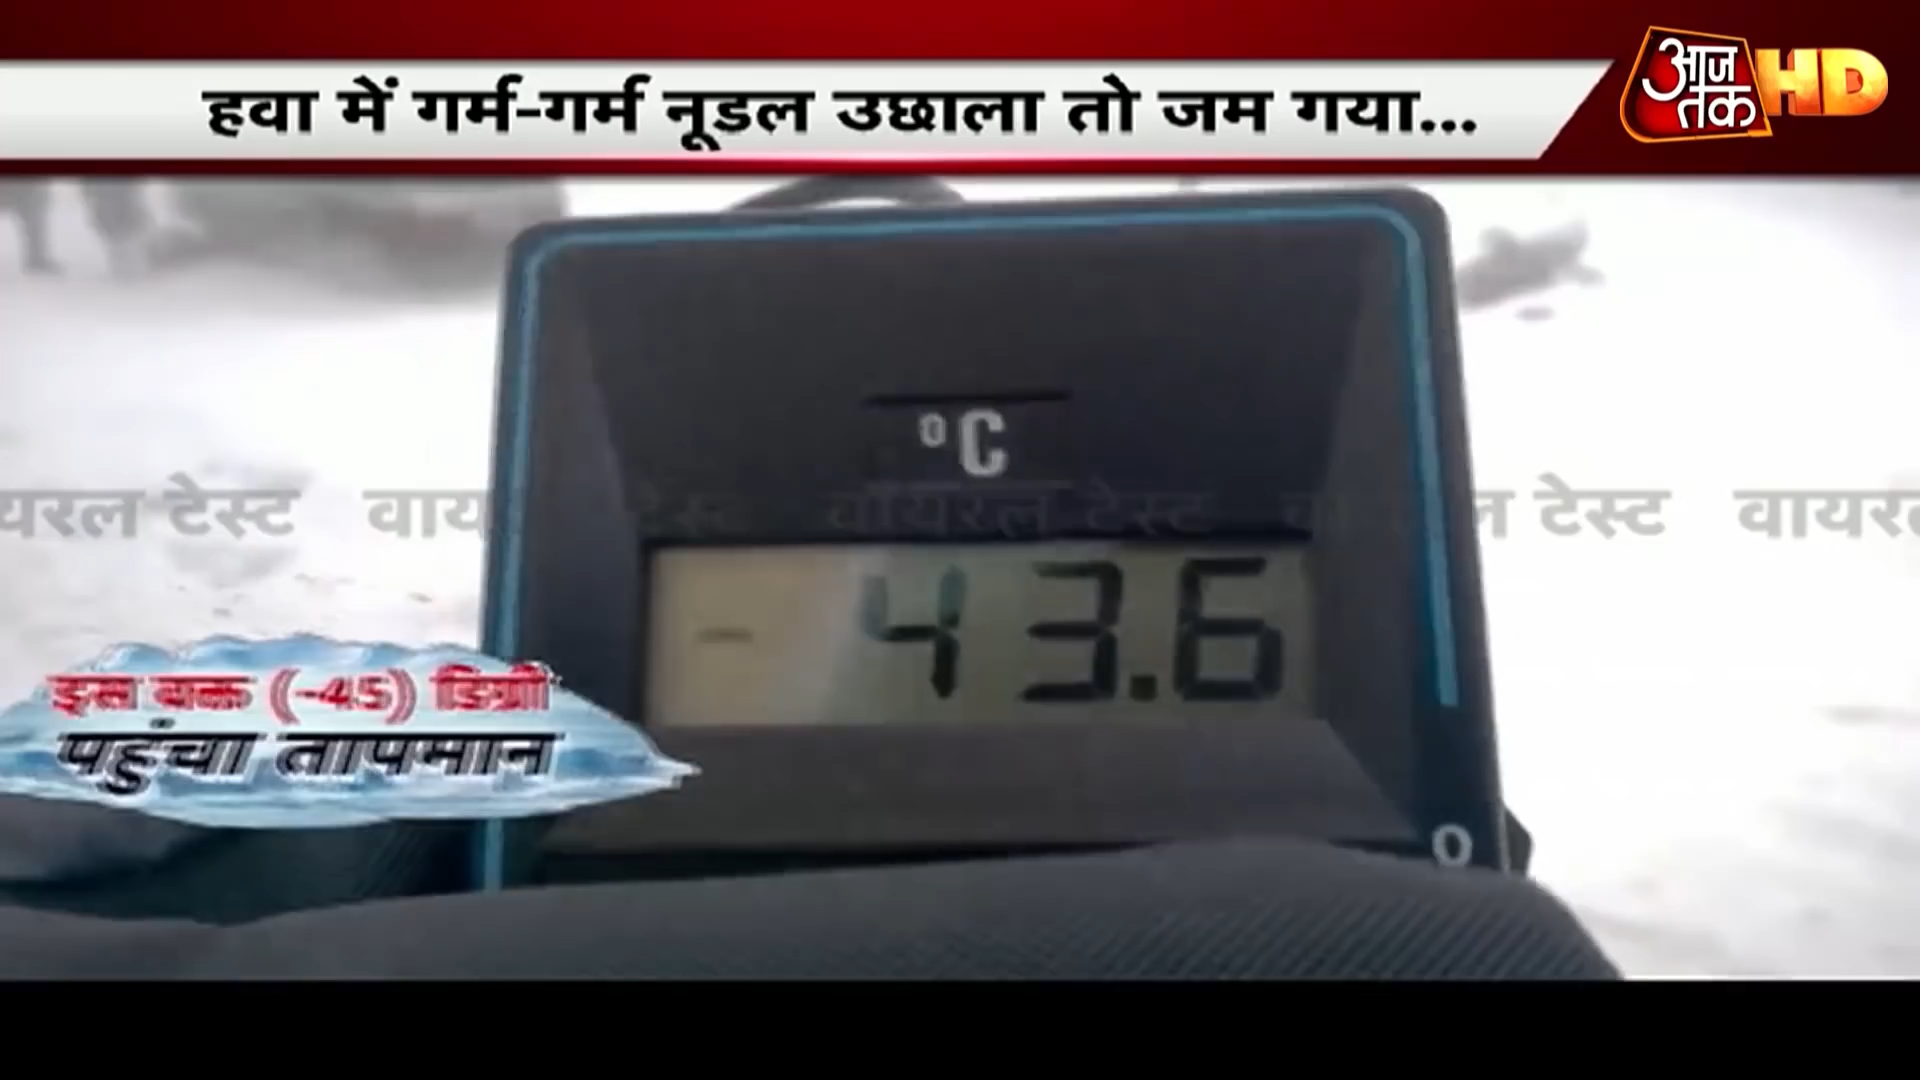 हवा में गर्म-गर्म नूडल उछाला तो जम गया...
आज तक HD
°C
वायरल टेस्ट
- 43.6
इस वक्त (-45) डिग्री
पहुंचा तापमान